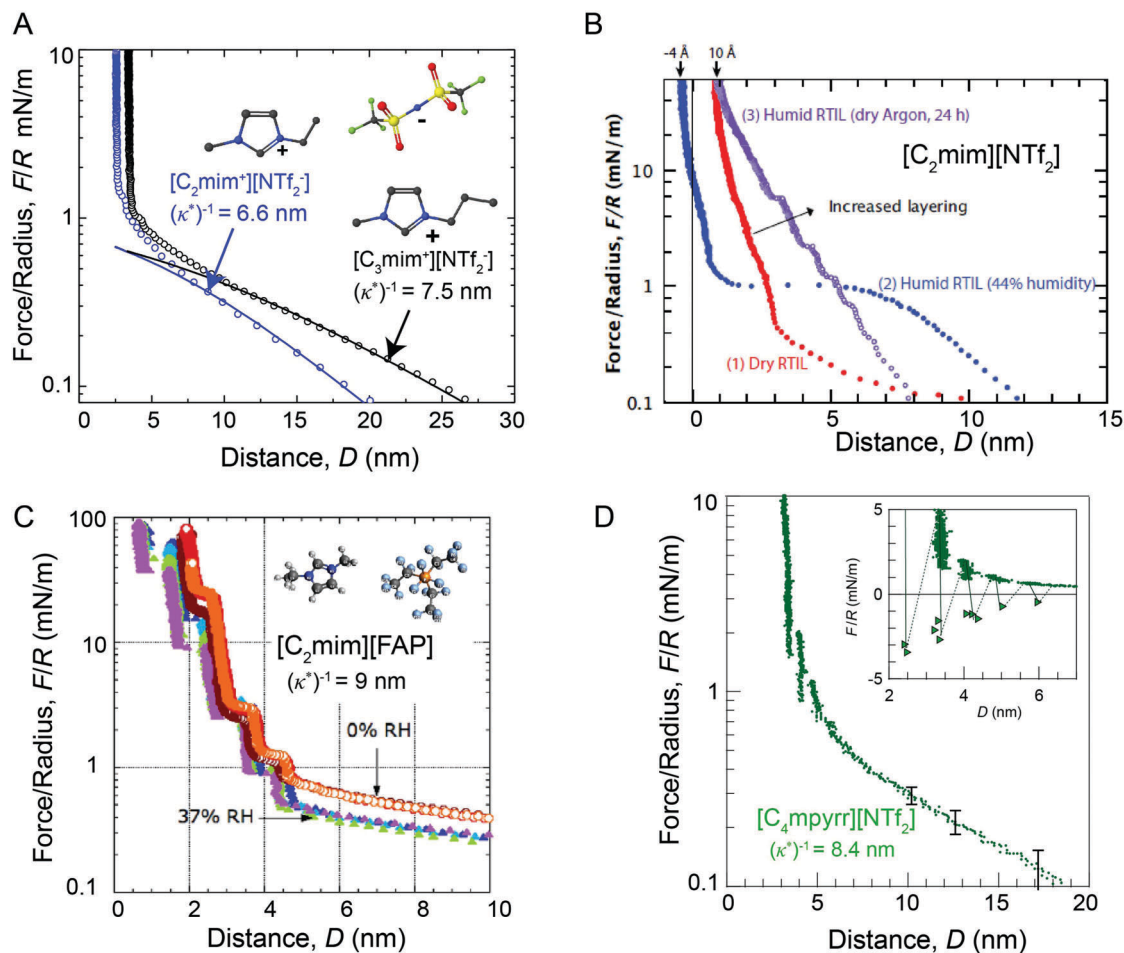 A
Force/Radius, F/R mN/m
10
1
0.1
[C₂mim⁺][NTf₂⁻]
(κ*)⁻¹ = 6.6 nm
+
-
+
[C₃mim⁺][NTf₂⁻]
(κ*)⁻¹ = 7.5 nm
0 5 10 15 20 25 30
Distance, D (nm)
B
-4 Å 10 Å
Force/Radius, F/R (mN/m)
10
1
0.1
(3) Humid RTIL (dry Argon, 24 h)
[C₂mim][NTf₂]
Increased layering
(2) Humid RTIL (44% humidity)
(1) Dry RTIL
0 5 10 15
Distance, D (nm)
C
Force/Radius, F/R (mN/m)
100
10
1
0.1
[C₂mim][FAP]
(κ*)⁻¹ = 9 nm
0% RH
37% RH
0 2 4 6 8 10
Distance, D (nm)
D
Force/Radius, F/R (mN/m)
10
1
0.1
F/R (mN/m)
5
0
-5
2 4 6
D (nm)
[C₄mpyrr][NTf₂]
(κ*)⁻¹ = 8.4 nm
0 5 10 15 20
Distance, D (nm)